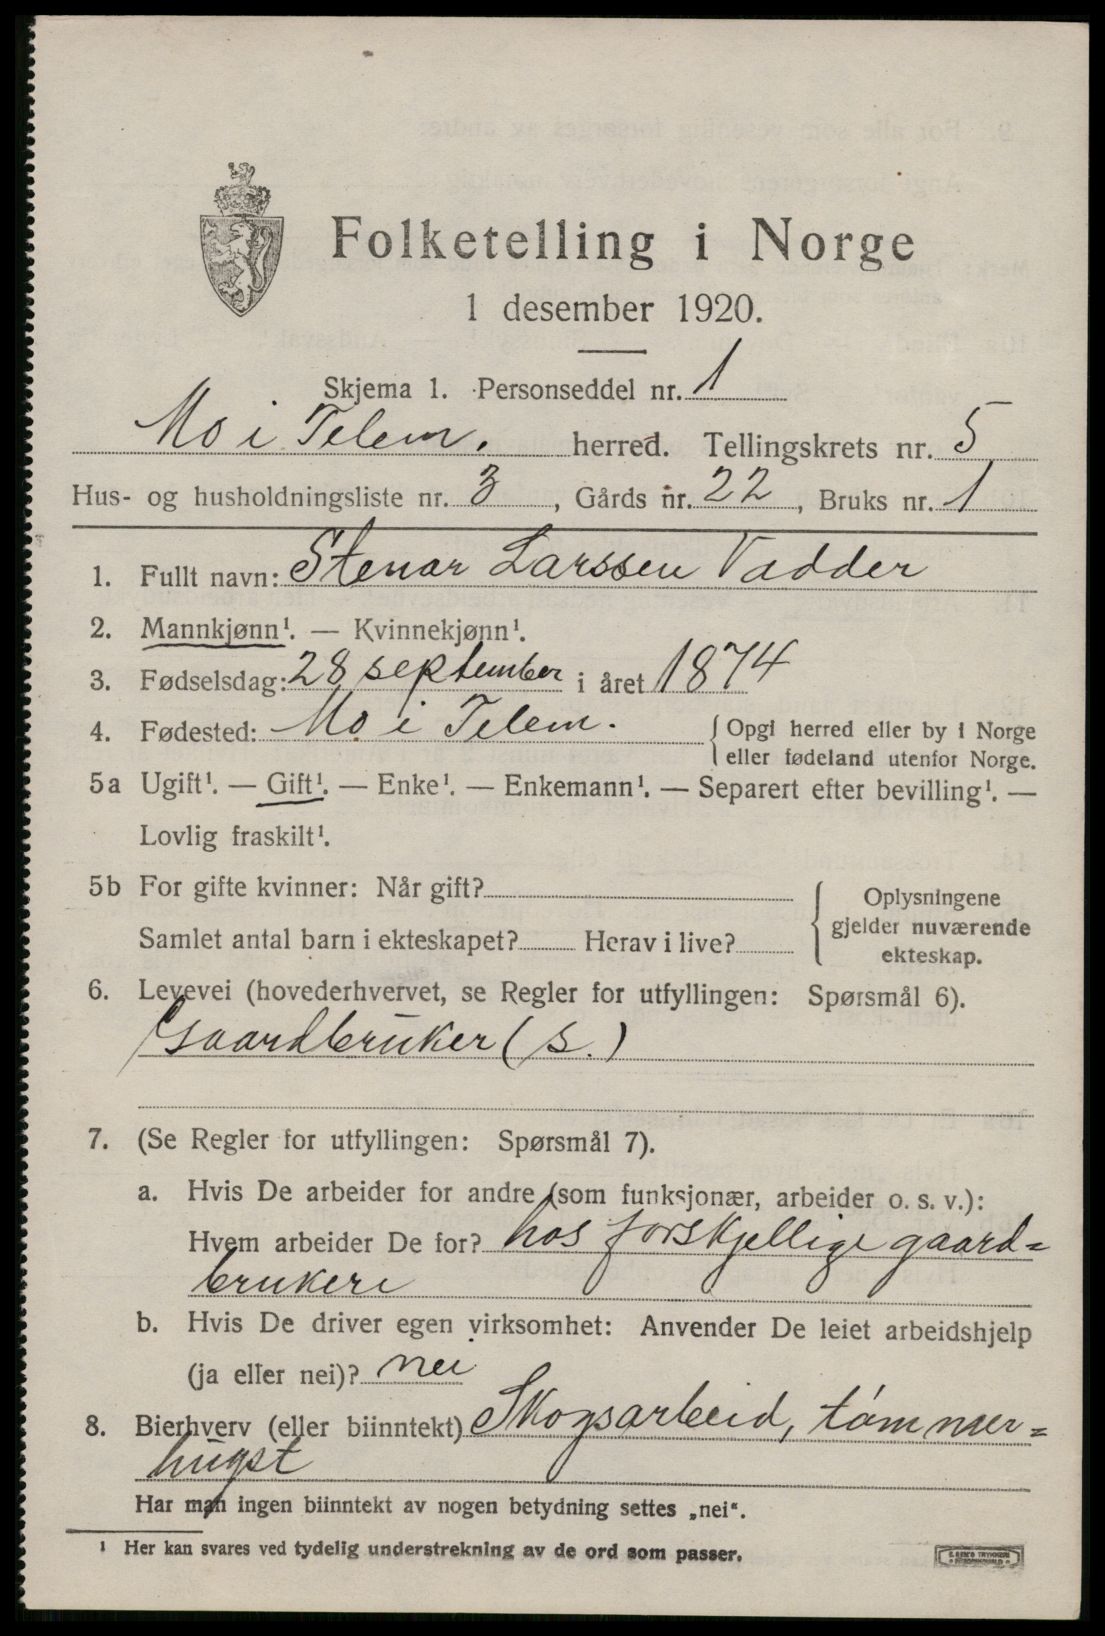 Folketelling i Norge
1 desember 1920.
Skjema 1. Personseddel nr. 1
Mo i Telem. herred. Tellingskrets nr. 5
Hus- og husholdningsliste nr. 3, Gårds nr. 22, Bruks nr. 1
1. Fullt navn: Stenar Larssen Vadder
2. Mannkjønn¹. — Kvinnekjønn¹.
3. Fødselsdag: 28 september i året 1874
4. Fødested: Mo i Telem. { Opgi herred eller by i Norge
eller fødeland utenfor Norge.
5a Ugift¹. — Gift¹. — Enke¹. — Enkemann¹. — Separert efter bevilling¹. —
Lovlig fraskilt¹.
5b For gifte kvinner: Når gift?
Samlet antal barn i ekteskapet? Herav i live?
{ Oplysningene
gjelder nuværende
ekteskap.
6. Levevei (hovederhvervet, se Regler for utfyllingen: Spørsmål 6).
Gaardbruker (s.)
7. (Se Regler for utfyllingen: Spørsmål 7).
a. Hvis De arbeider for andre (som funksjonær, arbeider o. s. v.):
Hvem arbeider De for? hos forskjellige gaard=
brukere
b. Hvis De driver egen virksomhet: Anvender De leiet arbeidshjelp
(ja eller nei)? nei
8. Bierhverv (eller biinntekt) Skogsarbeid, tømmer=
hugst
Har man ingen biinntekt av nogen betydning settes „nei“.
1 Her kan svares ved tydelig understrekning av de ord som passer.